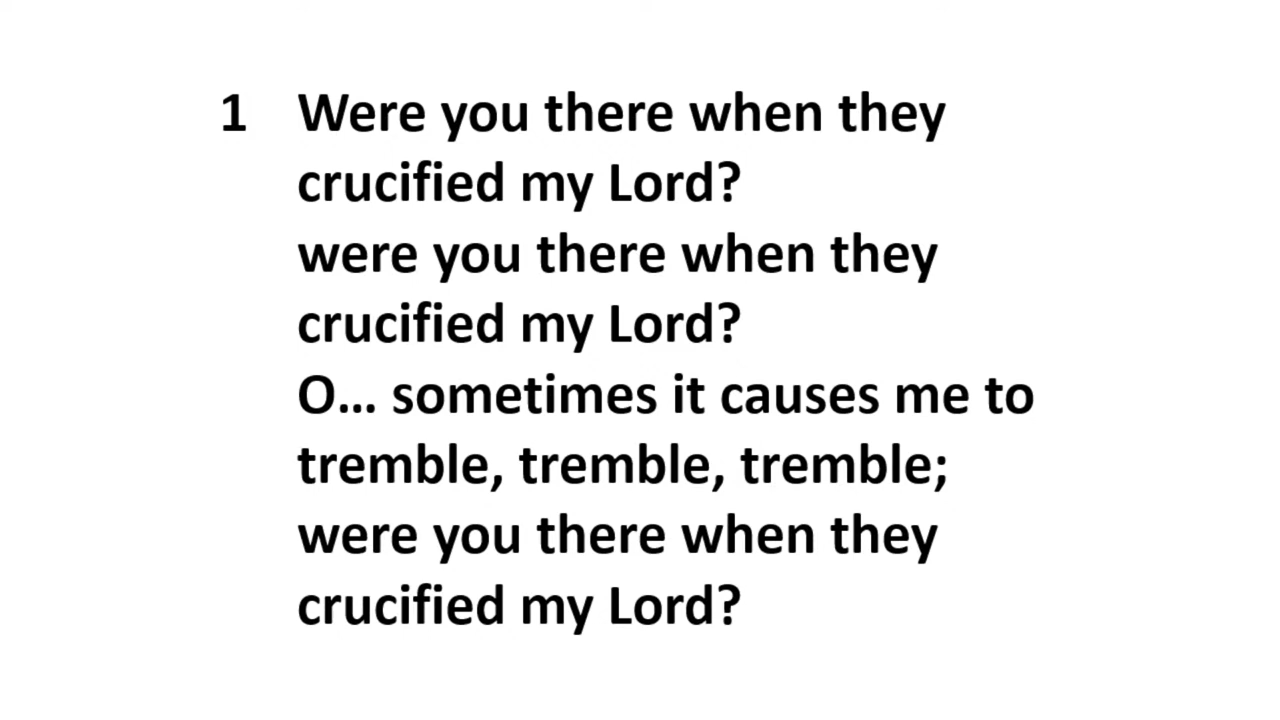 1 Were you there when they
crucified my Lord?
were you there when they
crucified my Lord?
O... sometimes it causes me to
tremble, tremble, tremble;
were you there when they
crucified my Lord?